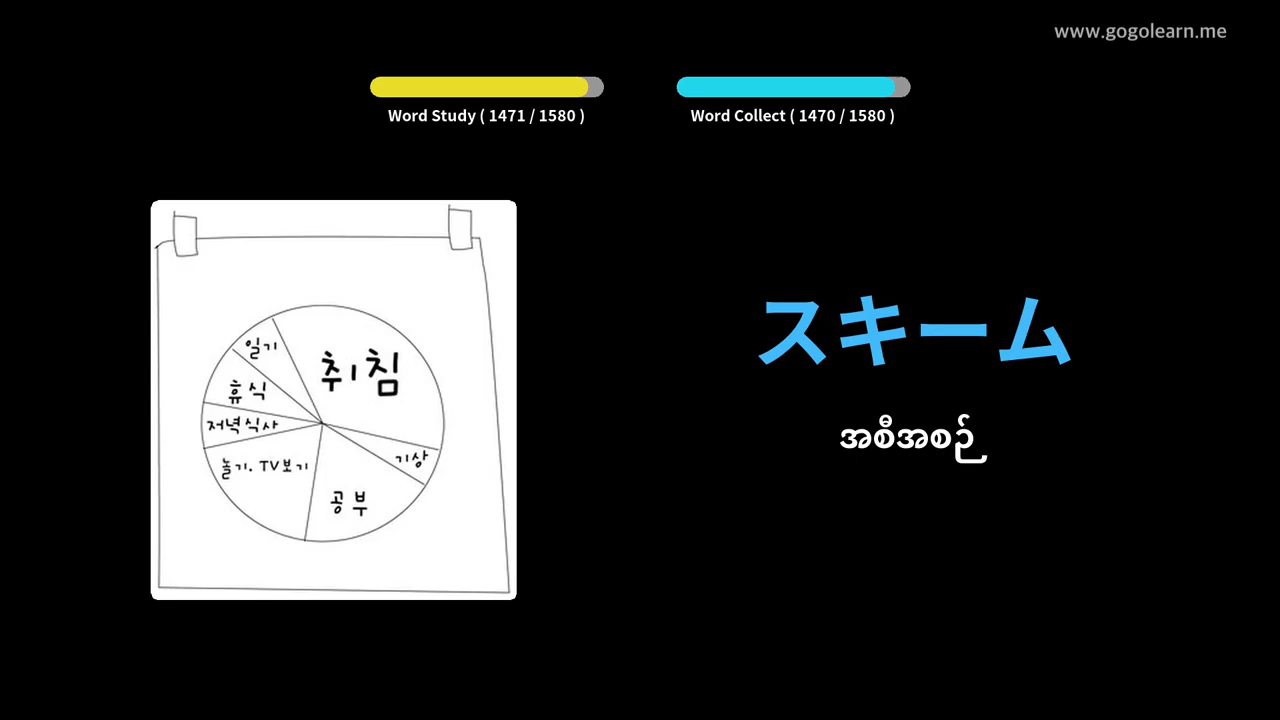 www.gogolearn.me
Word Study ( 1471 / 1580 )
Word Collect ( 1470 / 1580 )
일기
취침
휴식
저녁식사
기상
놀기. TV보기
공부
スキーム
အစီအစဉ်